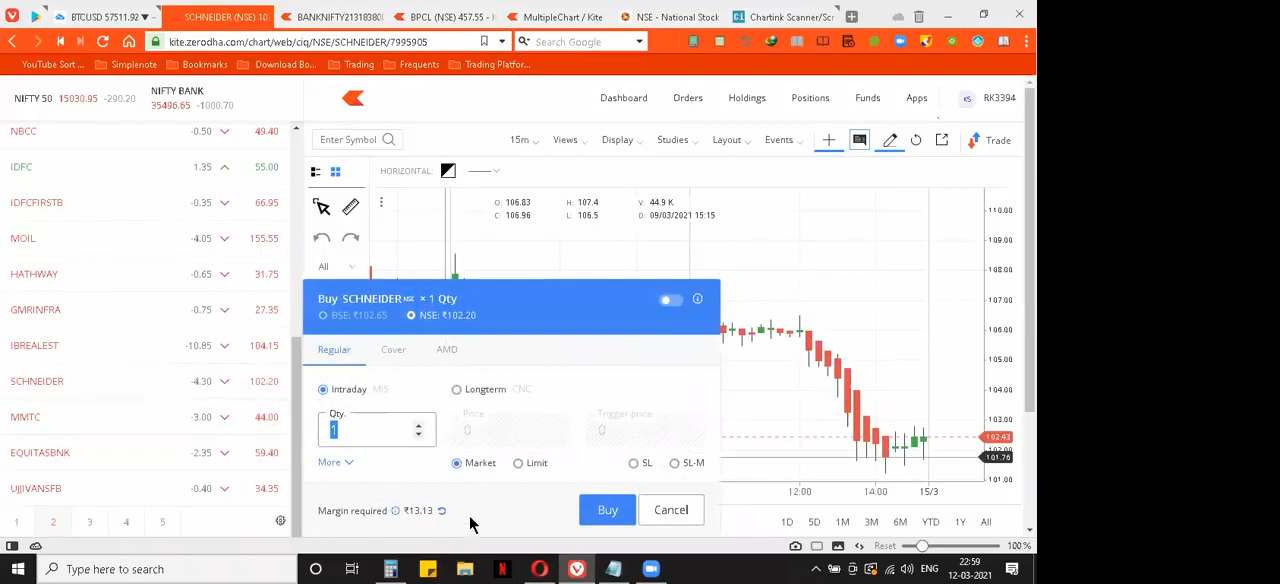 BTCUSD 57511.92 ▼
SCHNEIDER (NSE) 10
BANKNIFTY21318380
BPCL (NSE) 457.55 -
MultipleChart / Kite
NSE - National Stock
Chartink Scanner/Scr
kite.zerodha.com/chart/web/ciq/NSE/SCHNEIDER/7995905
Search Google
YouTube Sort ...
Simplenote
Bookmarks
Download Bo...
Trading
Frequents
Trading Platfor...
NIFTY 50 15030.95 -290.20
NIFTY BANK
35496.65 -1000.70
Dashboard
Orders
Holdings
Positions
Funds
Apps
KS
RK3394
NBCC -0.50 49.40
IDFC 1.35 55.00
IDFCFIRSTB -0.35 66.95
MOIL -4.05 155.55
HATHWAY -0.65 31.75
GMRINFRA -0.75 27.35
IBREALEST -10.85 104.15
SCHNEIDER -4.30 102.20
MMTC -3.00 44.00
EQUITASBNK 2.35 59.40
UJJIVANSFB -0.40 34.35
1 2 3 4 5
Enter Symbol
15m
Views
Display
Studies
Layout
Events
Trade
HORIZONTAL:
O: 106.83 H: 107.4 V: 44.9 K
C: 106.96 L: 106.5 D: 09/03/2021 15:15
All
110.00
109.00
108.00
107.00
106.00
105.00
104.00
103.00
102.43
102.00
101.76
101.00
12:00
14:00
15/3
Buy SCHNEIDER NSE × 1 Qty
BSE: ₹102.65
NSE: ₹102.20
Regular
Cover
AMO
Intraday MIS
Longterm CNC
Qty.
1
Price
0
Trigger price
0
More
Market
Limit
SL
SL-M
Margin required ₹13.13
Buy
Cancel
1D 5D 1M 3M 6M YTD 1Y All
Reset
100 %
Type here to search
ENG
22:59
12-03-2021